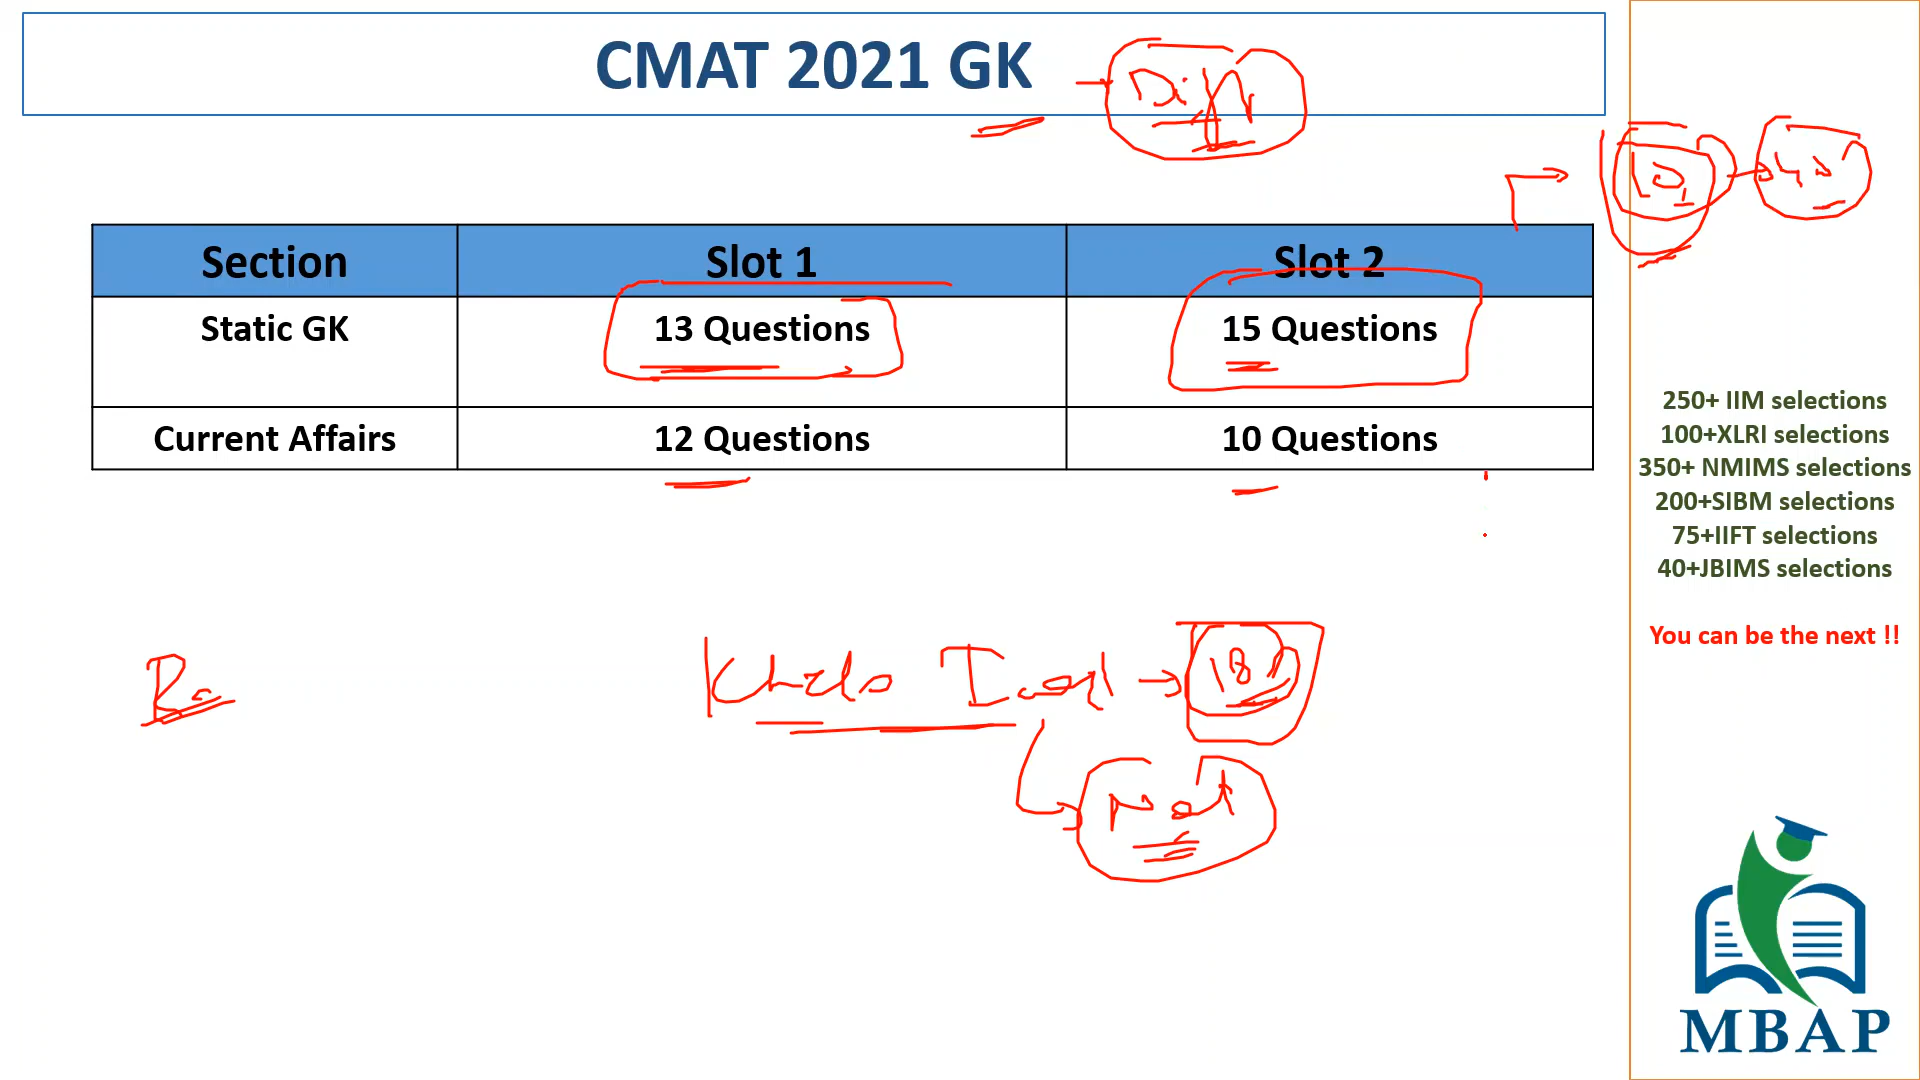 CMAT 2021 GK
Section Slot 1 Slot 2
Static GK 13 Questions 15 Questions
Current Affairs 12 Questions 10 Questions
250+ IIM selections
100+XLRI selections
350+ NMIMS selections
200+SIBM selections
75+IIFT selections
40+JBIMS selections
You can be the next !!
Khelo
MBAP